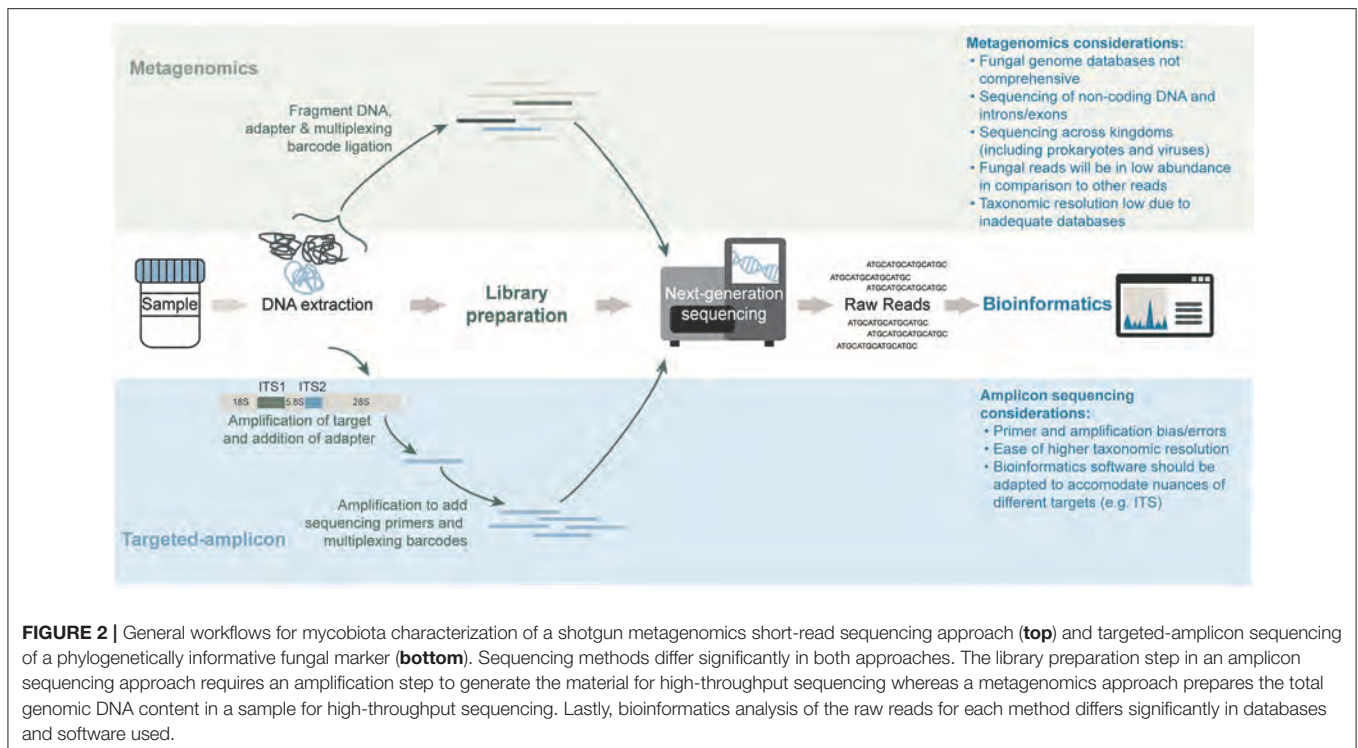 Metagenomics
Fragment DNA,
adapter & multiplexing
barcode ligation
Metagenomics considerations:
• Fungal genome databases not
comprehensive
• Sequencing of non-coding DNA and
introns/exons
• Sequencing across kingdoms
(including prokaryotes and viruses)
• Fungal reads will be in low abundance
in comparison to other reads
• Taxonomic resolution low due to
inadequate databases
Sample
DNA extraction
Library
preparation
Next-generation
sequencing
ATGCATGCATGCATGC
ATGCATGCATGCATGC
ATGCATGCATGCATGC
Raw Reads
ATGCATGCATGCATGC
ATGCATGCATGCATGC
ATGCATGCATGCATGC
Bioinformatics
ITS1 ITS2
18S 5.8S 28S
Amplification of target
and addition of adapter
Amplification to add
sequencing primers and
multiplexing barcodes
Targeted-amplicon
Amplicon sequencing
considerations:
• Primer and amplification bias/errors
• Ease of higher taxonomic resolution
• Bioinformatics software should be
adapted to accomodate nuances of
different targets (e.g. ITS)
FIGURE 2 | General workflows for mycobiota characterization of a shotgun metagenomics short-read sequencing approach (top) and targeted-amplicon sequencing
of a phylogenetically informative fungal marker (bottom). Sequencing methods differ significantly in both approaches. The library preparation step in an amplicon
sequencing approach requires an amplification step to generate the material for high-throughput sequencing whereas a metagenomics approach prepares the total
genomic DNA content in a sample for high-throughput sequencing. Lastly, bioinformatics analysis of the raw reads for each method differs significantly in databases
and software used.